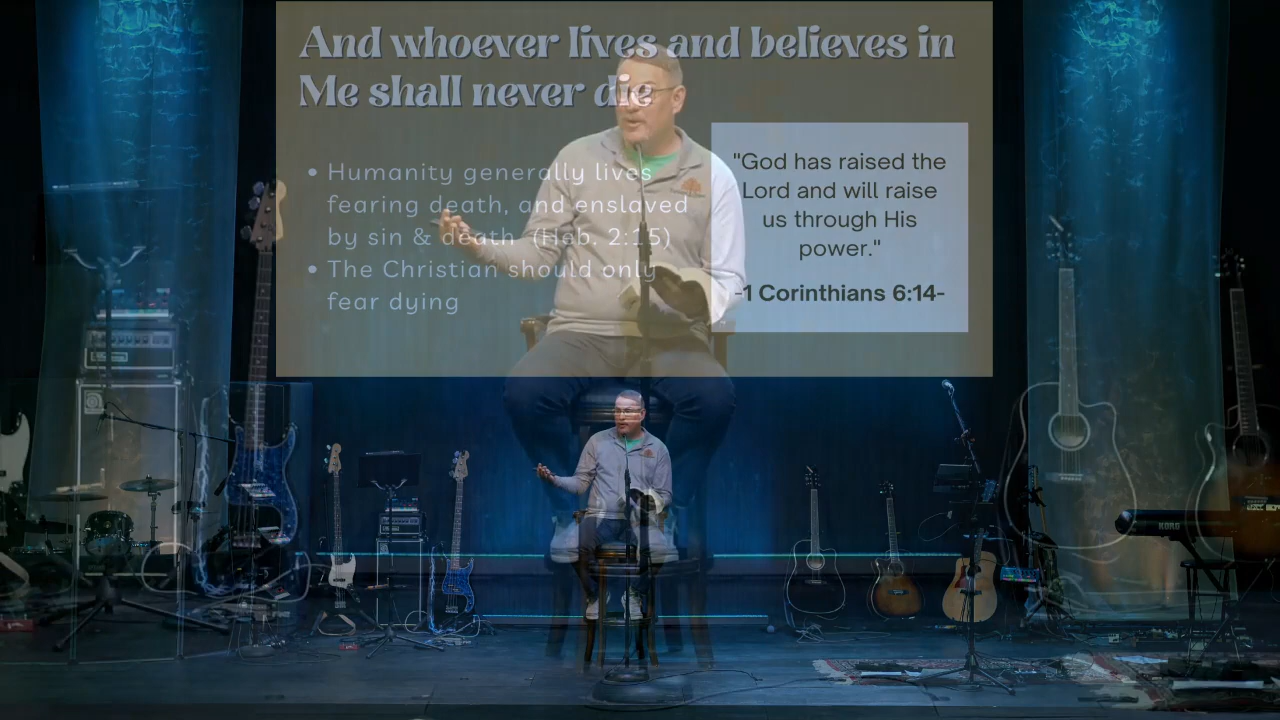 And whoever lives and believes in
Me shall never die
• Humanity generally lives
fearing death, and enslaved
by sin & death. (Heb. 2:15)
• The Christian should only
fear dying
"God has raised the
Lord and will raise
us through His
power."
-1 Corinthians 6:14-
KORG